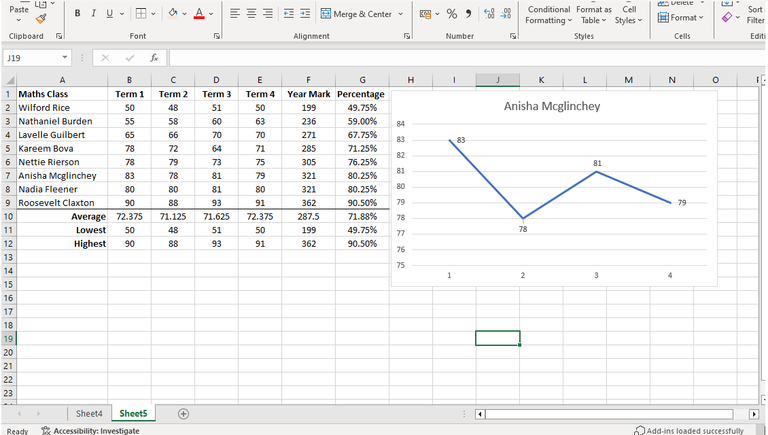 Paste
B I U A
Merge & Center
% 9
Conditional Format as Cell
Formatting Table Styles
Delete
Format
Sort
Filter
Clipboard Font Alignment Number Styles Cells Editi
J19 fx
A B C D E F G H I J K L M N O
1 Maths Class Term 1 Term 2 Term 3 Term 4 Year Mark Percentage
2 Wilford Rice 50 48 51 50 199 49.75%
3 Nathaniel Burden 55 58 60 63 236 59.00%
4 Lavelle Guilbert 65 66 70 70 271 67.75%
5 Kareem Bova 78 72 64 71 285 71.25%
6 Nettie Rierson 78 79 73 75 305 76.25%
7 Anisha Mcglinchey 83 78 81 79 321 80.25%
8 Nadia Fleener 80 80 81 80 321 80.25%
9 Roosevelt Claxton 90 88 93 91 362 90.50%
10 Average 72.375 71.125 71.625 72.375 287.5 71.88%
11 Lowest 50 48 51 50 199 49.75%
12 Highest 90 88 93 91 362 90.50%
13
14
15
16
17
18
19
20
21
22
23
Anisha Mcglinchey
84
83
82
81
80
79
78
77
76
75
83
78
81
79
1 2 3 4
Sheet4 Sheet5
Ready Accessibility: Investigate Add-ins loaded successfully